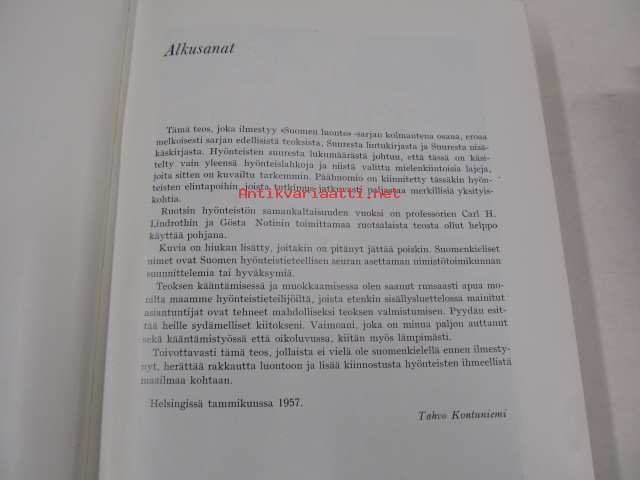 Alkusanat
Tämä teos, joka ilmestyy «Suomen luonto»-sarjan kolmantena osana, eroaa
melkoisesti sarjan edellisistä teoksista, Suuresta lintukirjasta ja Suuresta nisä-
käskirjasta. Hyönteisten suuresta lukumäärästä johtuu, että tässä on käsi-
telty vain yleensä hyönteislahkoja ja niistä valittu mielenkiintoisia lajeja,
joita sitten on kuvailtu tarkemmin. Päähuomio on kiinnitetty tässäkin hyön-
teisten elintapoihin, joista tutkimus jatkuvasti paljastaa merkillisiä yksityis-
kohtia.
Antikvariaatti.net
Ruotsin hyönteistön samankaltaisuuden vuoksi on professorien Carl H.
Lindrothin ja Gösta Notinin toimittamaa ruotsalaista teosta ollut helppo
käyttää pohjana.
Kuvia on hiukan lisätty, joitakin on pitänyt jättää poiskin. Suomenkieliset
nimet ovat Suomen hyönteistieteellisen seuran asettaman nimistötoimikunnan
sunnnittelemia tai hyväksymiä.
Teoksen kääntämisessä ja muokkaamisessa olen saanut runsaasti apua mo-
nilta maamme hyönteistieteilijöiltä, joista etenkin sisällysluettelossa mainitut
asiantuntijat ovat tehneet mahdolliseksi teoksen valmistumisen. Pyydän esit-
tää heille sydämelliset kiitokseni. Vaimoani, joka on minua paljon auttanut
sekä kääntämistyössä että oikoluvussa, kiitän myös lämpimästi.
Toivottavasti tämä teos, jollaista ei vielä ole suomenkielellä ennen ilmesty-
nyt, herättää rakkautta luontoon ja lisää kiinnostusta hyönteisten ihmeellistä
maailmaa kohtaan.
Helsingissä tammikuussa 1957.
Tahvo Kontuniemi